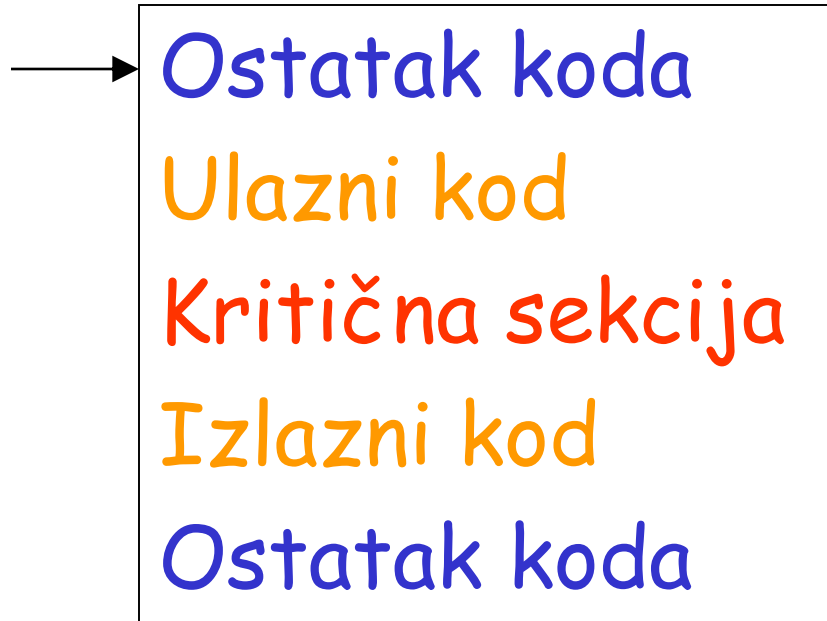 Ostatak koda
Ulazni kod
Kritična sekcija
Izlazni kod
Ostatak koda